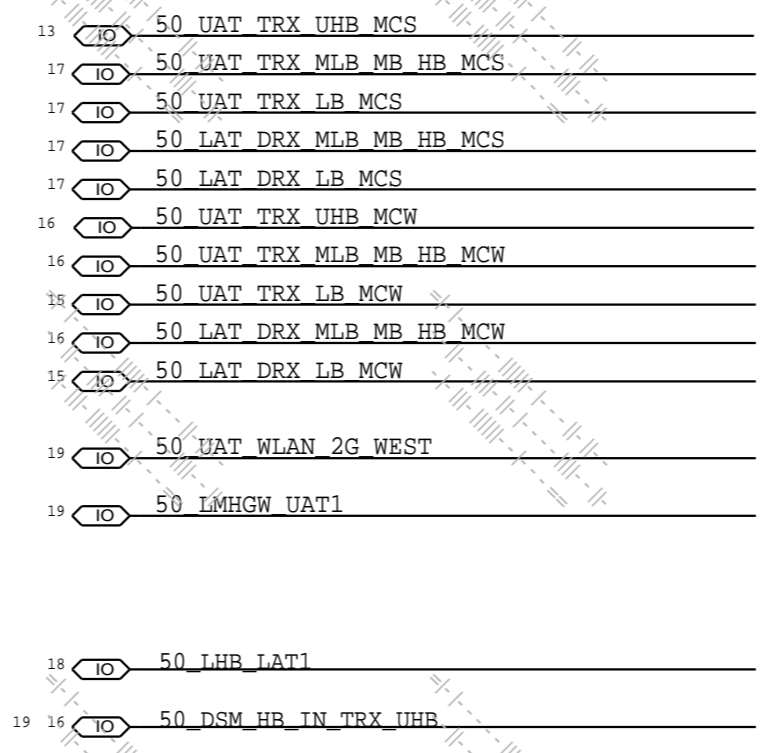 13 IO 50_UAT_TRX_UHB_MCS
17 IO 50_UAT_TRX_MLB_MB_HB_MCS
17 IO 50_UAT_TRX_LB_MCS
17 IO 50_LAT_DRX_MLB_MB_HB_MCS
17 IO 50_LAT_DRX_LB_MCS
16 IO 50_UAT_TRX_UHB_MCW
16 IO 50_UAT_TRX_MLB_MB_HB_MCW
15 IO 50_UAT_TRX_LB_MCW
16 IO 50_LAT_DRX_MLB_MB_HB_MCW
15 IO 50_LAT_DRX_LB_MCW
19 IO 50_UAT_WLAN_2G_WEST
19 IO 50_LMHGW_UAT1
18 IO 50_LHB_LAT1
19 16 IO 50_DSM_HB_IN_TRX_UHB